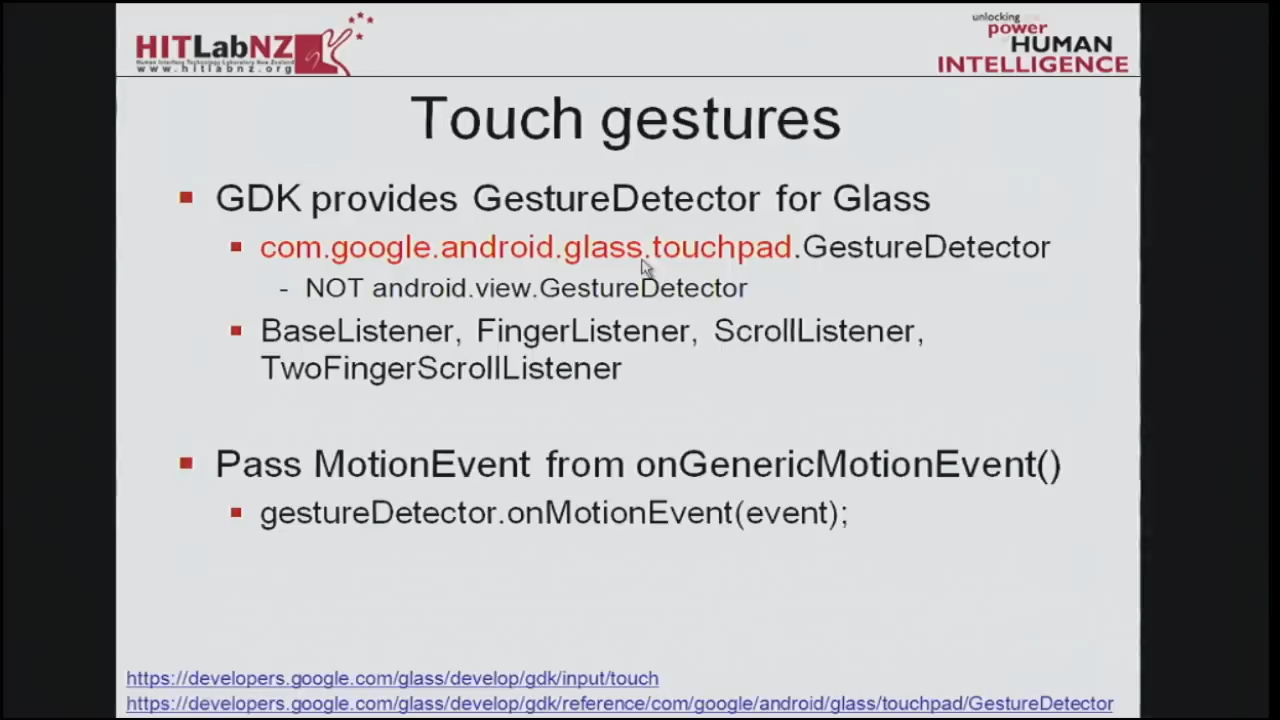 HITLabNZ
Human Interface Technology Laboratory New Zealand
www.hitlabnz.org
unlocking the
power of
HUMAN
INTELLIGENCE
Touch gestures
GDK provides GestureDetector for Glass
com.google.android.glass.touchpad.GestureDetector
- NOT android.view.GestureDetector
BaseListener, FingerListener, ScrollListener,
TwoFingerScrollListener
Pass MotionEvent from onGenericMotionEvent()
gestureDetector.onMotionEvent(event);
https://developers.google.com/glass/develop/gdk/input/touch
https://developers.google.com/glass/develop/gdk/reference/com/google/android/glass/touchpad/GestureDetector